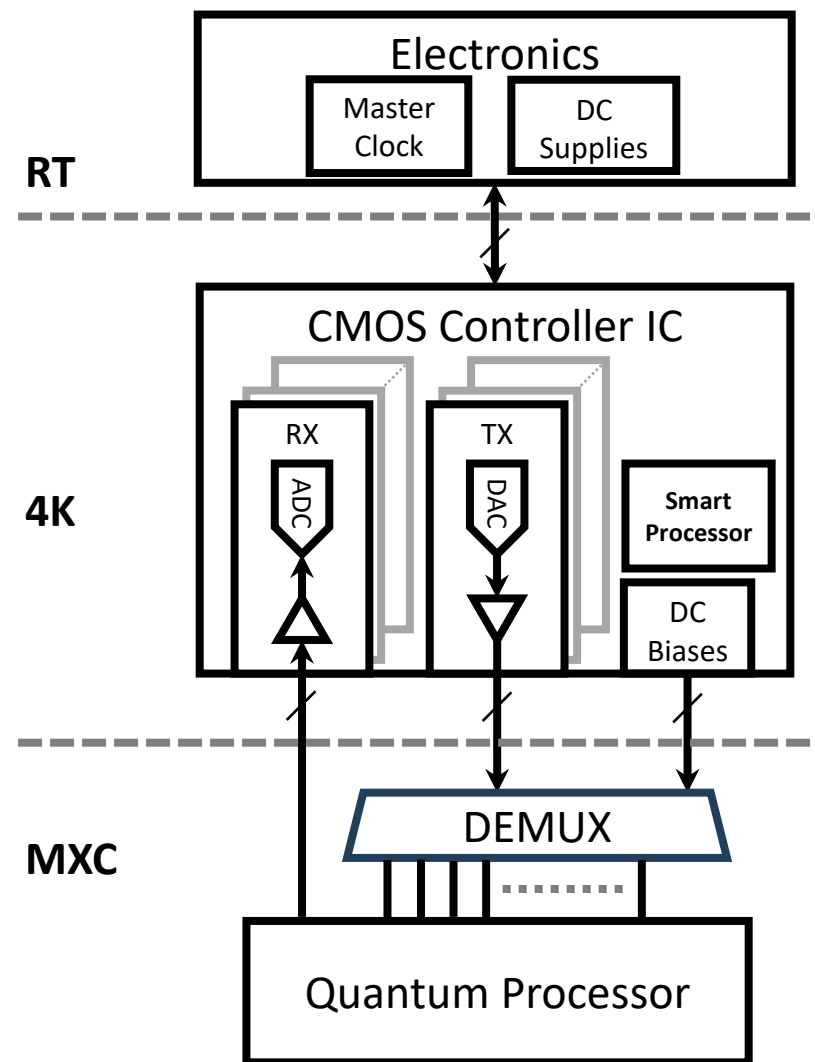 Electronics
Master
Clock
DC
Supplies
RT
CMOS Controller IC
RX
ADC
TX
DAC
4K
Smart
Processor
DC
Biases
DEMUX
MXC
Quantum Processor